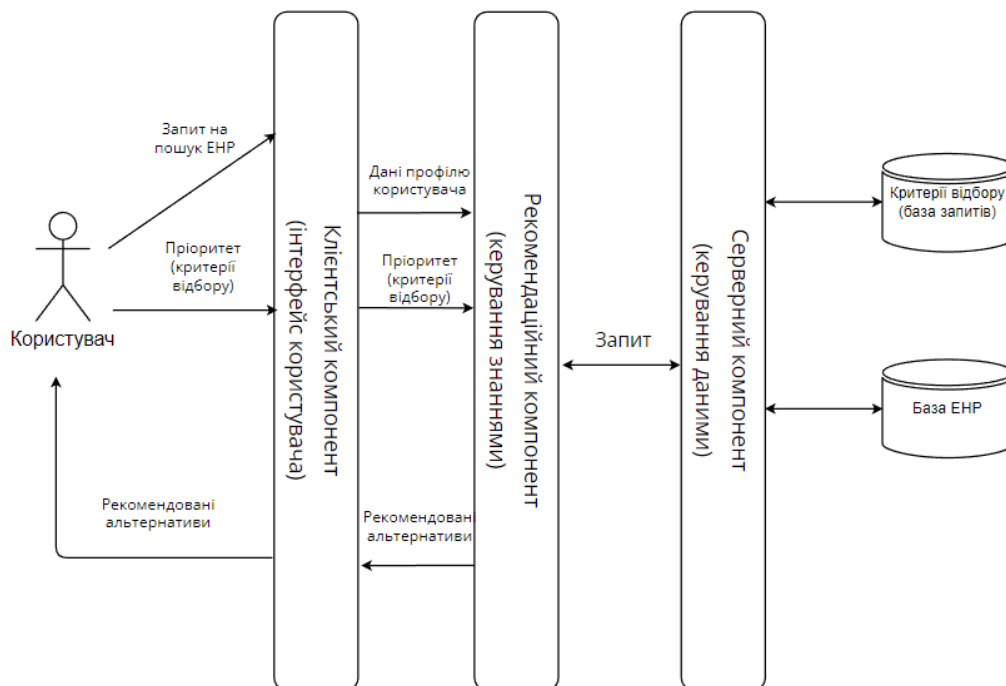 Запит на
пошук ЕНР
Пріоритет
(критерії
відбору)
Користувач
Рекомендовані
альтернативи
Клієнтський компонент
(інтерфейс користувача)
Дані профілю
користувача
Пріоритет
(критерії
відбору)
Рекомендовані
альтернативи
Рекомендаційний компонент
(керування знаннями)
Запит
Серверний компонент
(керування даними)
Критерії відбору
(база запитів)
База ЕНР